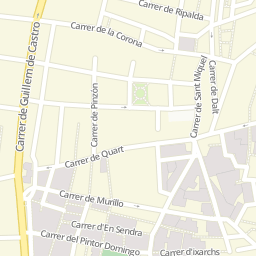 Carrer de Ripalda
Carrer de la Corona
Carrer de Guillem de Castro
Carrer de Pinzón
Carrer de Sant Miquel
Carrer de Dalt
Carrer de Quart
Carrer de Murillo
Carrer d'En Sendra
Carrer del Pintor Domingo
Carrer d'ixarchs